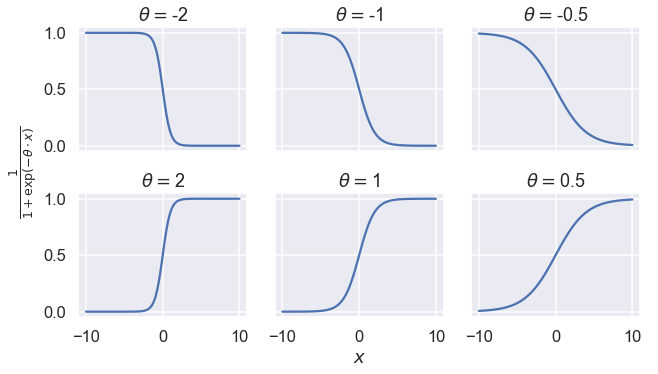 θ = -2 θ = -1 θ = -0.5
1.0
0.5
0.0
1 / (1 + exp(−θ · x))
θ = 2 θ = 1 θ = 0.5
1.0
0.5
0.0
−10 0 10 −10 0 10 −10 0 10
x